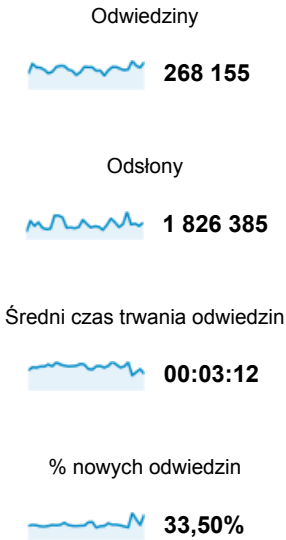 Odwiedziny
268 155
Odsłony
1 826 385
Średni czas trwania odwiedzin
00:03:12
% nowych odwiedzin
33,50%